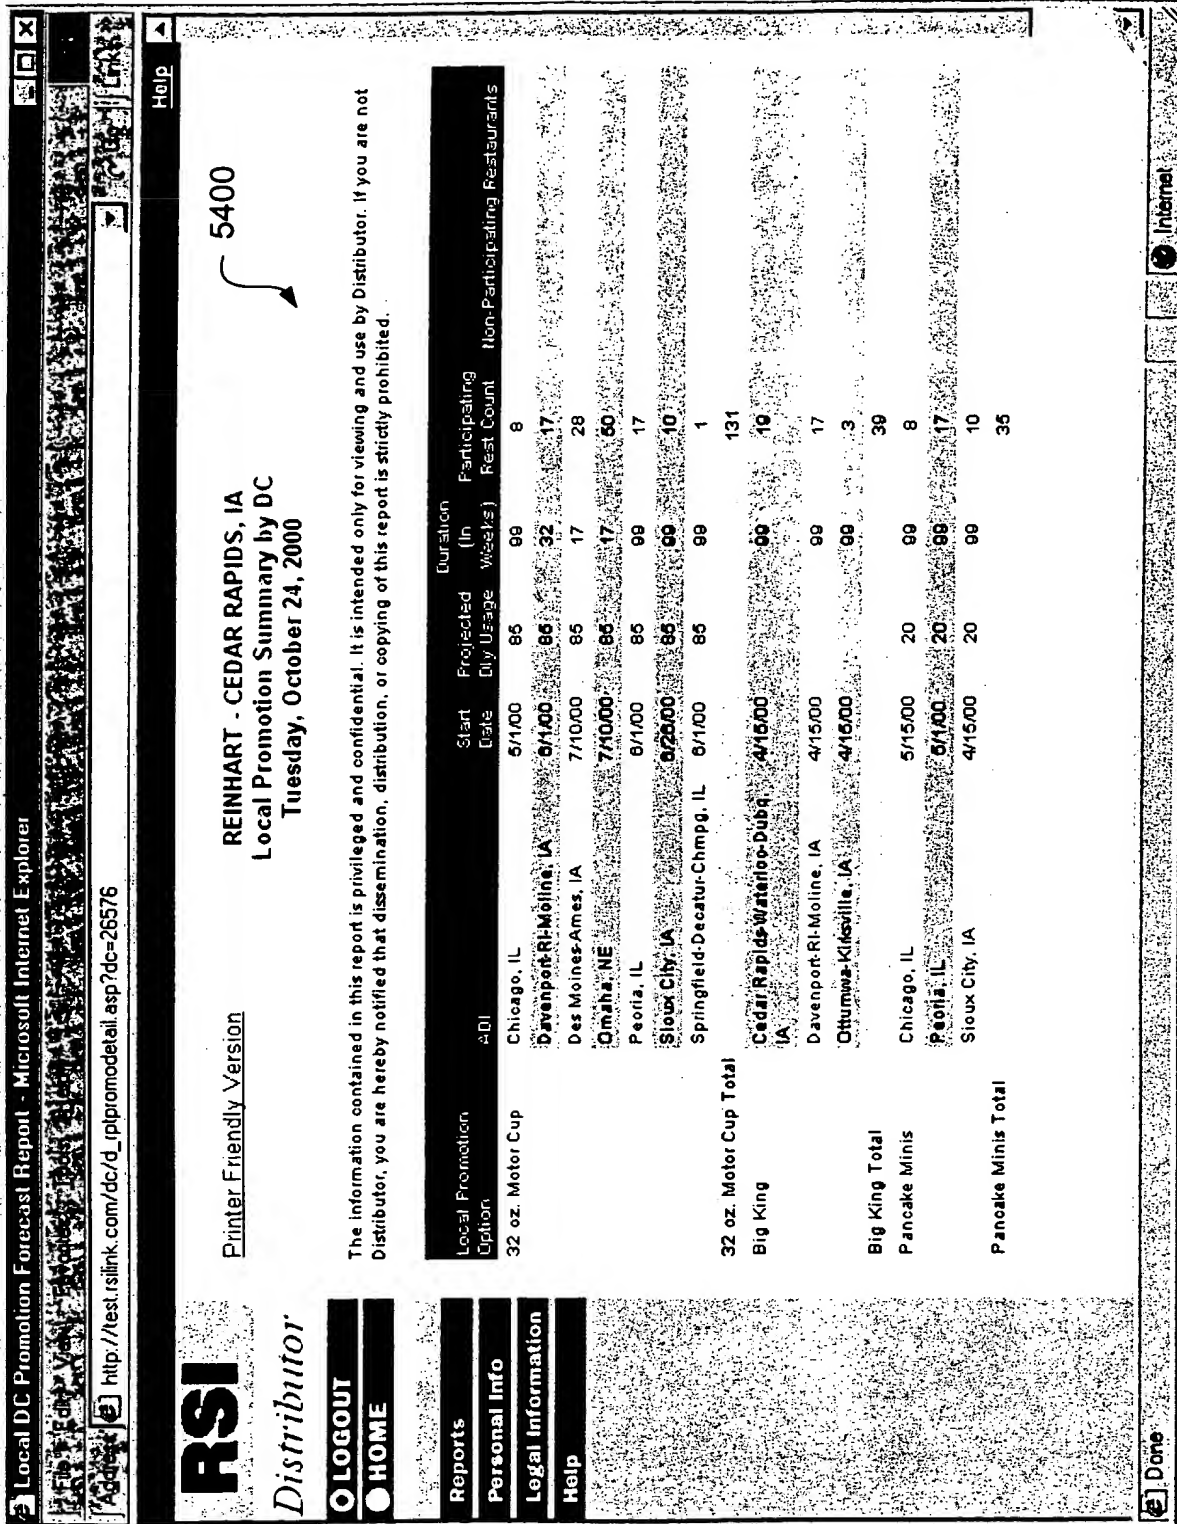 Local DC Promotion Forecast Report - Microsoft Internet Explorer
File Edit View Favorites Tools Help
Address http://test.rsilink.com/dc/d_rptpromodetail.asp?dc=26576
Links
Help
RSI
Distributor
LOGOUT
HOME
Reports
Personal Info
Legal Information
Help
Printer Friendly Version
REINHART - CEDAR RAPIDS, IA
Local Promotion Summary by DC
Tuesday, October 24, 2000
5400
The information contained in this report is privileged and confidential. It is intended only for viewing and use by Distributor. If you are not
Distributor, you are hereby notified that dissemination, distribution, or copying of this report is strictly prohibited.
Local Promotion Option ADI Start Date Projected Dly Usage Duration (In Weeks) Participating Rest Count Non-Participating Restaurants
32 oz. Motor Cup Chicago, IL 5/1/00 85 99 8
Davenport-RI-Moline, IA 6/1/00 85 32 17
Des Moines-Ames, IA 7/10/00 85 17 28
Omaha, NE 7/10/00 85 17 50
Peoria, IL 6/1/00 85 99 17
Sioux City, IA 6/26/00 85 99 10
Springfield-Decatur-Chmpg, IL 6/1/00 85 99 1
32 oz. Motor Cup Total 131
Big King Cedar Rapids-Waterloo-Dubq, IA 4/15/00 99 19
Davenport-RI-Moline, IA 4/15/00 99 17
Ottumwa-Kirksville, IA 4/15/00 99 3
Big King Total 39
Pancake Minis Chicago, IL 5/15/00 20 99 8
Peoria, IL 5/1/00 20 99 17
Sioux City, IA 4/15/00 20 99 10
Pancake Minis Total 35
Done
Internet